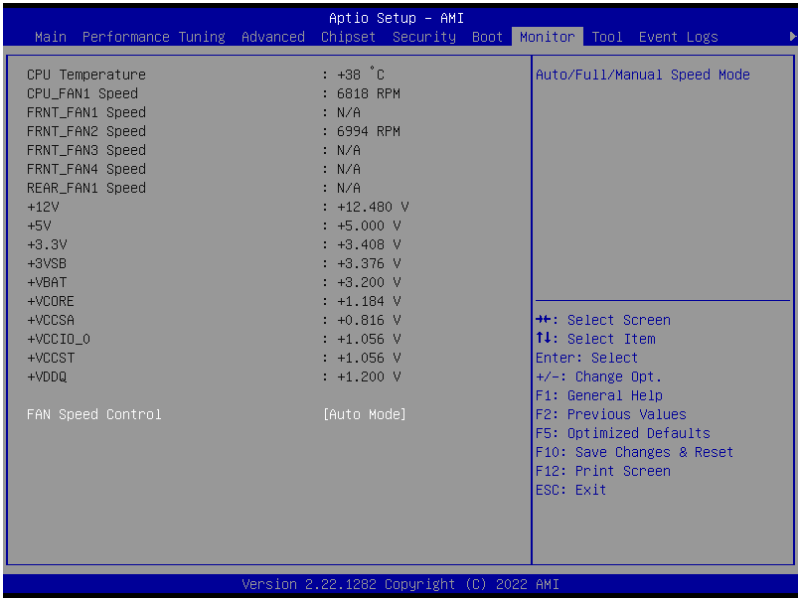 Aptio Setup – AMI
Main Performance Tuning Advanced Chipset Security Boot Monitor Tool Event Logs ►
CPU Temperature : +38 °C
CPU_FAN1 Speed : 6818 RPM
FRNT_FAN1 Speed : N/A
FRNT_FAN2 Speed : 6994 RPM
FRNT_FAN3 Speed : N/A
FRNT_FAN4 Speed : N/A
REAR_FAN1 Speed : N/A
+12V : +12.480 V
+5V : +5.000 V
+3.3V : +3.408 V
+3VSB : +3.376 V
+VBAT : +3.200 V
+VCORE : +1.184 V
+VCCSA : +0.816 V
+VCCIO_0 : +1.056 V
+VCCST : +1.056 V
+VDDQ : +1.200 V
FAN Speed Control [Auto Mode]
Auto/Full/Manual Speed Mode
→←: Select Screen
↑↓: Select Item
Enter: Select
+/-: Change Opt.
F1: General Help
F2: Previous Values
F5: Optimized Defaults
F10: Save Changes & Reset
F12: Print Screen
ESC: Exit
Version 2.22.1282 Copyright (C) 2022 AMI